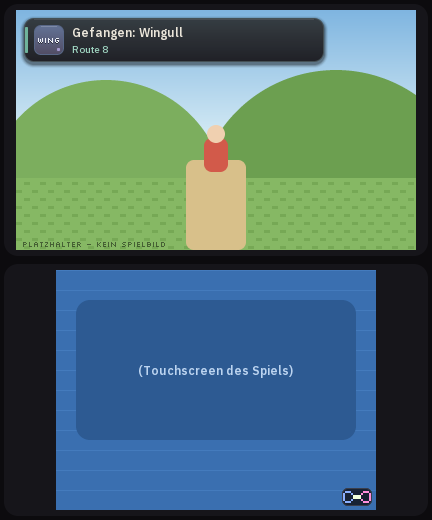 WING
Gefangen: Wingull
Route 8
PLATZHALTER – KEIN SPIELBILD
(Touchscreen des Spiels)